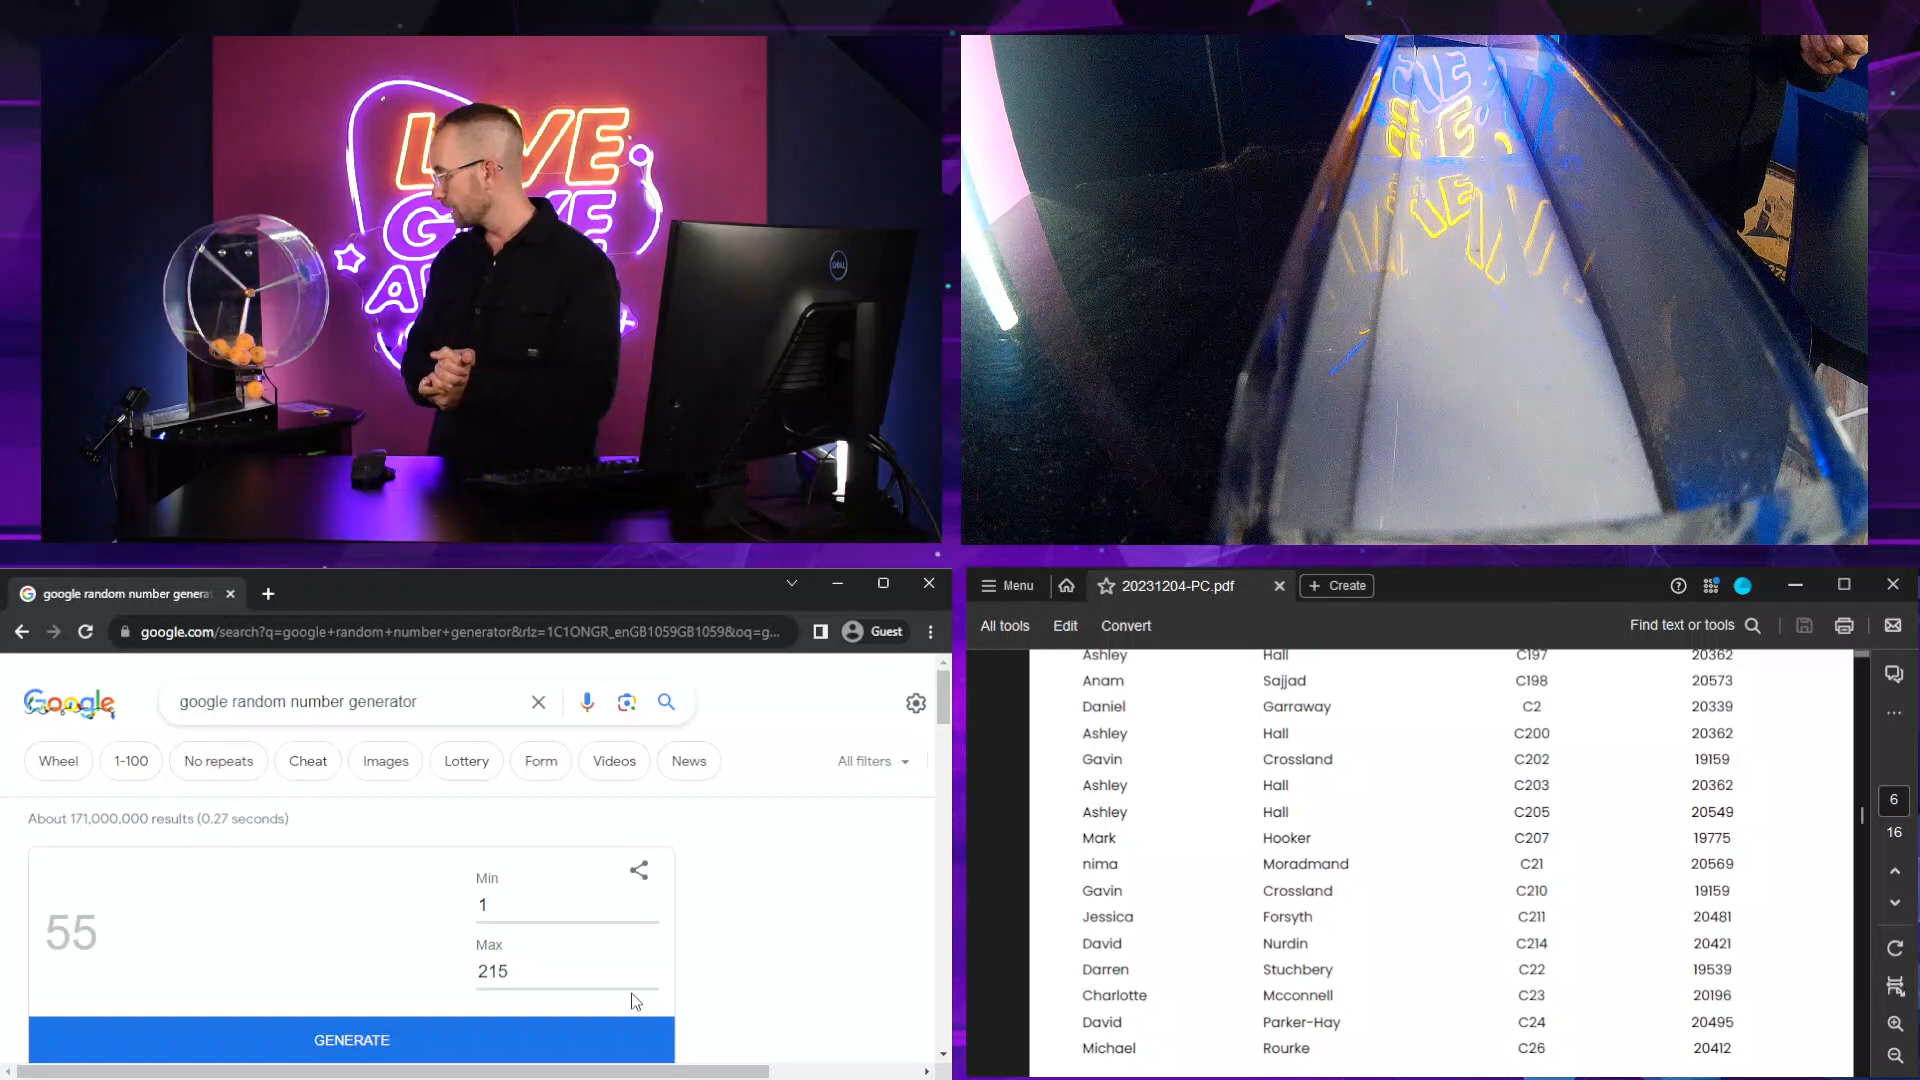 LIVE
DELL
google random number genera
google.com/search?q=google+random+number+generator&rlz=1C1ONGR_enGB1059GB1059&oq=g...
Guest
Google
google random number generator
Wheel
1-100
No repeats
Cheat
Images
Lottery
Form
Videos
News
All filters
About 171,000,000 results (0.27 seconds)
55
Min
1
Max
215
GENERATE
Menu
20231204-PC.pdf
Create
All tools
Edit
Convert
Find text or tools
Ashley Hall C197 20362
Anam Sajjad C198 20573
Daniel Garraway C2 20339
Ashley Hall C200 20362
Gavin Crossland C202 19159
Ashley Hall C203 20362
Ashley Hall C205 20549
Mark Hooker C207 19775
nima Moradmand C21 20569
Gavin Crossland C210 19159
Jessica Forsyth C211 20481
David Nurdin C214 20421
Darren Stuchbery C22 19539
Charlotte Mcconnell C23 20196
David Parker-Hay C24 20495
Michael Rourke C26 20412
6
16